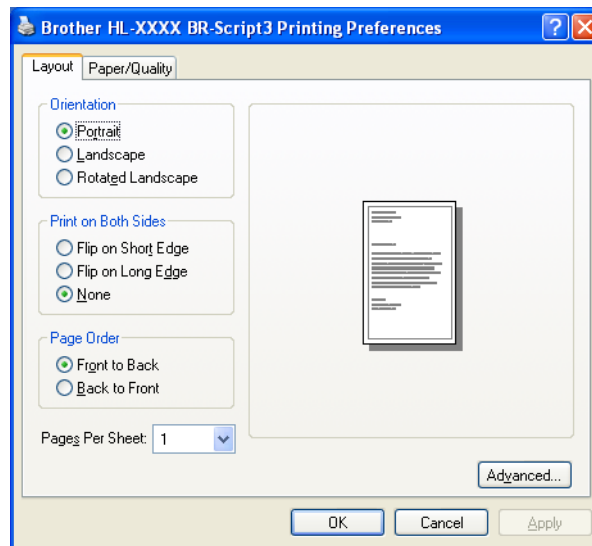 Brother HL-XXXX BR-Script3 Printing Preferences
Layout Paper/Quality
Orientation
Portrait
Landscape
Rotated Landscape
Print on Both Sides
Flip on Short Edge
Flip on Long Edge
None
Page Order
Front to Back
Back to Front
Pages Per Sheet: 1
Advanced...
OK Cancel Apply